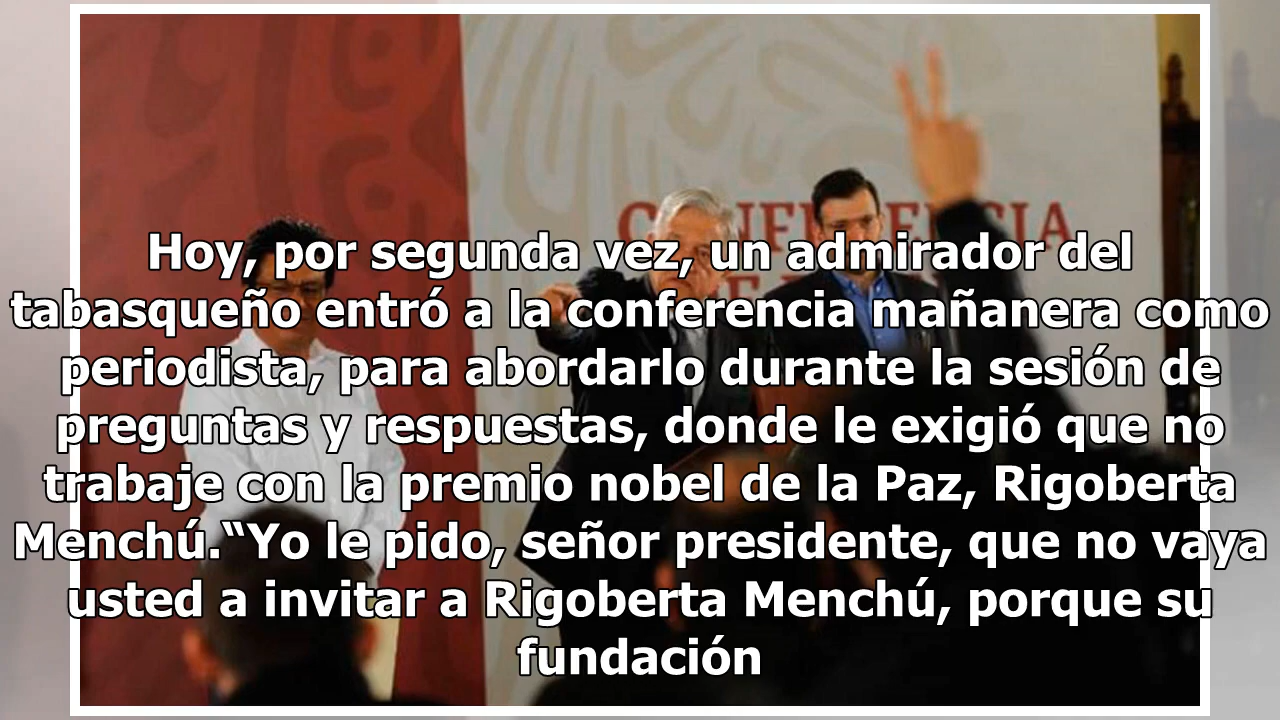 CONFERENCIA
Hoy, por segunda vez, un admirador del
tabasqueño entró a la conferencia mañanera como
periodista, para abordarlo durante la sesión de
preguntas y respuestas, donde le exigió que no
trabaje con la premio nobel de la Paz, Rigoberta
Menchú.“Yo le pido, señor presidente, que no vaya
usted a invitar a Rigoberta Menchú, porque su
fundación